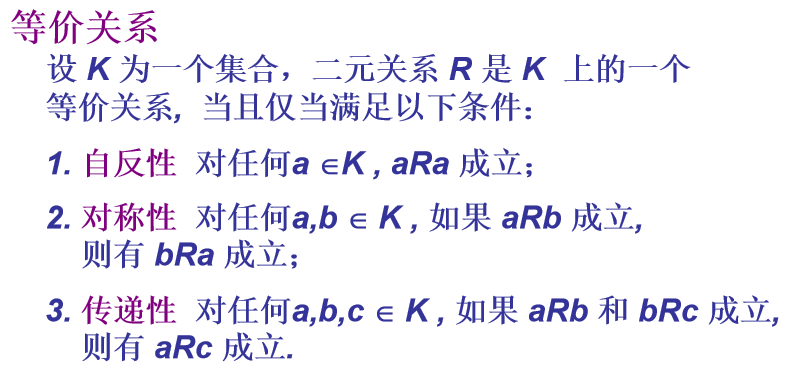 等价关系
设 K 为一个集合，二元关系 R 是 K 上的一个
等价关系, 当且仅当满足以下条件：
1. 自反性 对任何a ∈K , aRa 成立；
2. 对称性 对任何a,b ∈ K , 如果 aRb 成立,
则有 bRa 成立；
3. 传递性 对任何a,b,c ∈ K , 如果 aRb 和 bRc 成立,
则有 aRc 成立.